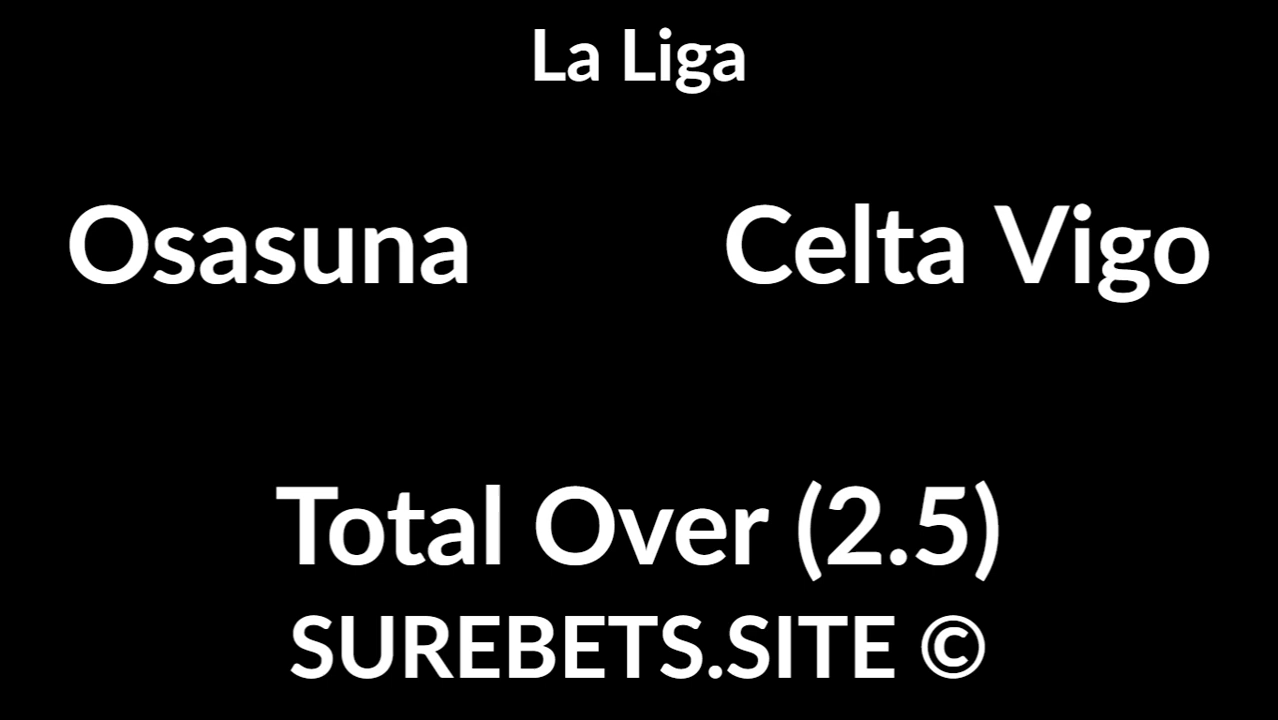 La Liga
Osasuna Celta Vigo
Total Over (2.5)
SUREBETS.SITE ©